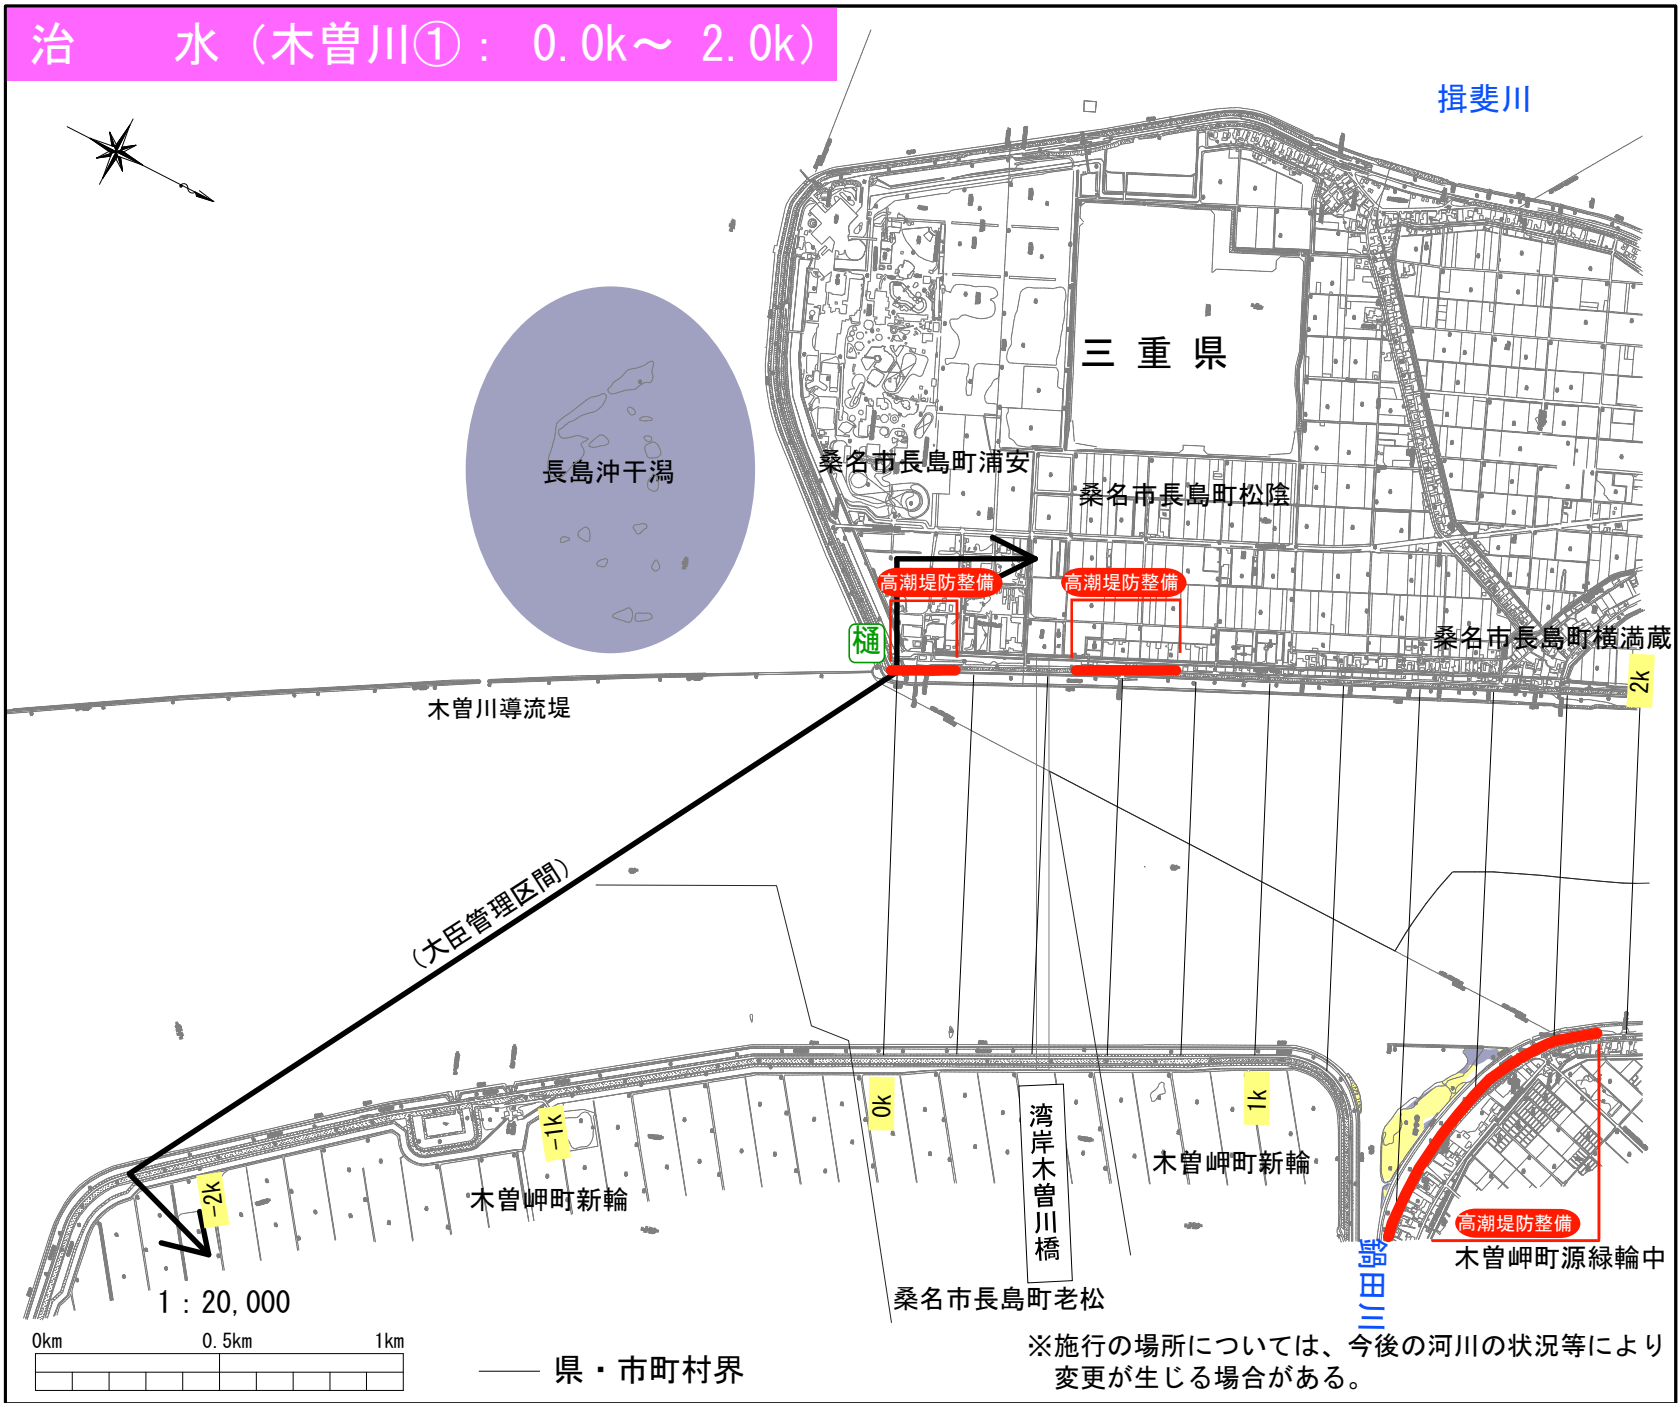 治　水（木曽川①： 0.0k～ 2.0k）
揖斐川
三重県
長島沖干潟
桑名市長島町浦安
桑名市長島町松陰
高潮堤防整備
高潮堤防整備
樋
桑名市長島町横満蔵
2k
木曽川導流堤
(大臣管理区間)
-2k
-1k
0k
1k
木曽岬町新輪
湾岸木曽川橋
木曽岬町新輪
高潮堤防整備
木曽岬町源緑輪中
鍋田川
桑名市長島町老松
1：20,000
0km 0.5km 1km
県・市町村界
※施行の場所については、今後の河川の状況等により
変更が生じる場合がある。